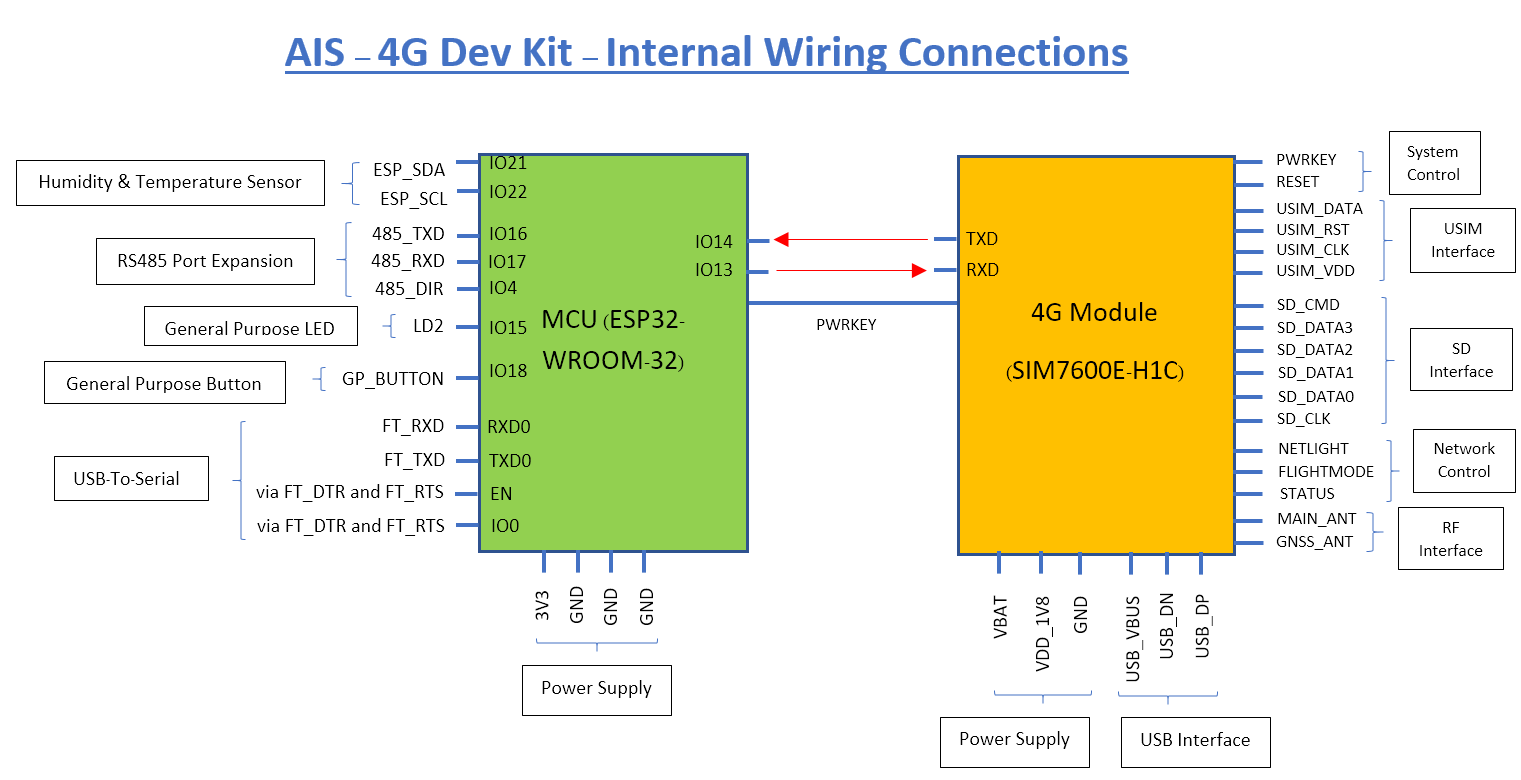 AIS – 4G Dev Kit – Internal Wiring Connections
Humidity & Temperature Sensor
ESP_SDA
ESP_SCL
RS485 Port Expansion
485_TXD
485_RXD
485_DIR
General Purpose LED
LD2
General Purpose Button
GP_BUTTON
USB-To-Serial
FT_RXD
FT_TXD
via FT_DTR and FT_RTS
via FT_DTR and FT_RTS
IO21
IO22
IO16
IO17
IO4
IO15
IO18
RXD0
TXD0
EN
IO0
MCU (ESP32-
WROOM-32)
IO14
IO13
3V3
GND
GND
GND
Power Supply
PWRKEY
TXD
RXD
4G Module
(SIM7600E-H1C)
VBAT
VDD_1V8
GND
Power Supply
USB_VBUS
USB_DN
USB_DP
USB Interface
PWRKEY
RESET
System
Control
USIM_DATA
USIM_RST
USIM_CLK
USIM_VDD
USIM
Interface
SD_CMD
SD_DATA3
SD_DATA2
SD_DATA1
SD_DATA0
SD_CLK
SD
Interface
NETLIGHT
FLIGHTMODE
STATUS
Network
Control
MAIN_ANT
GNSS_ANT
RF
Interface